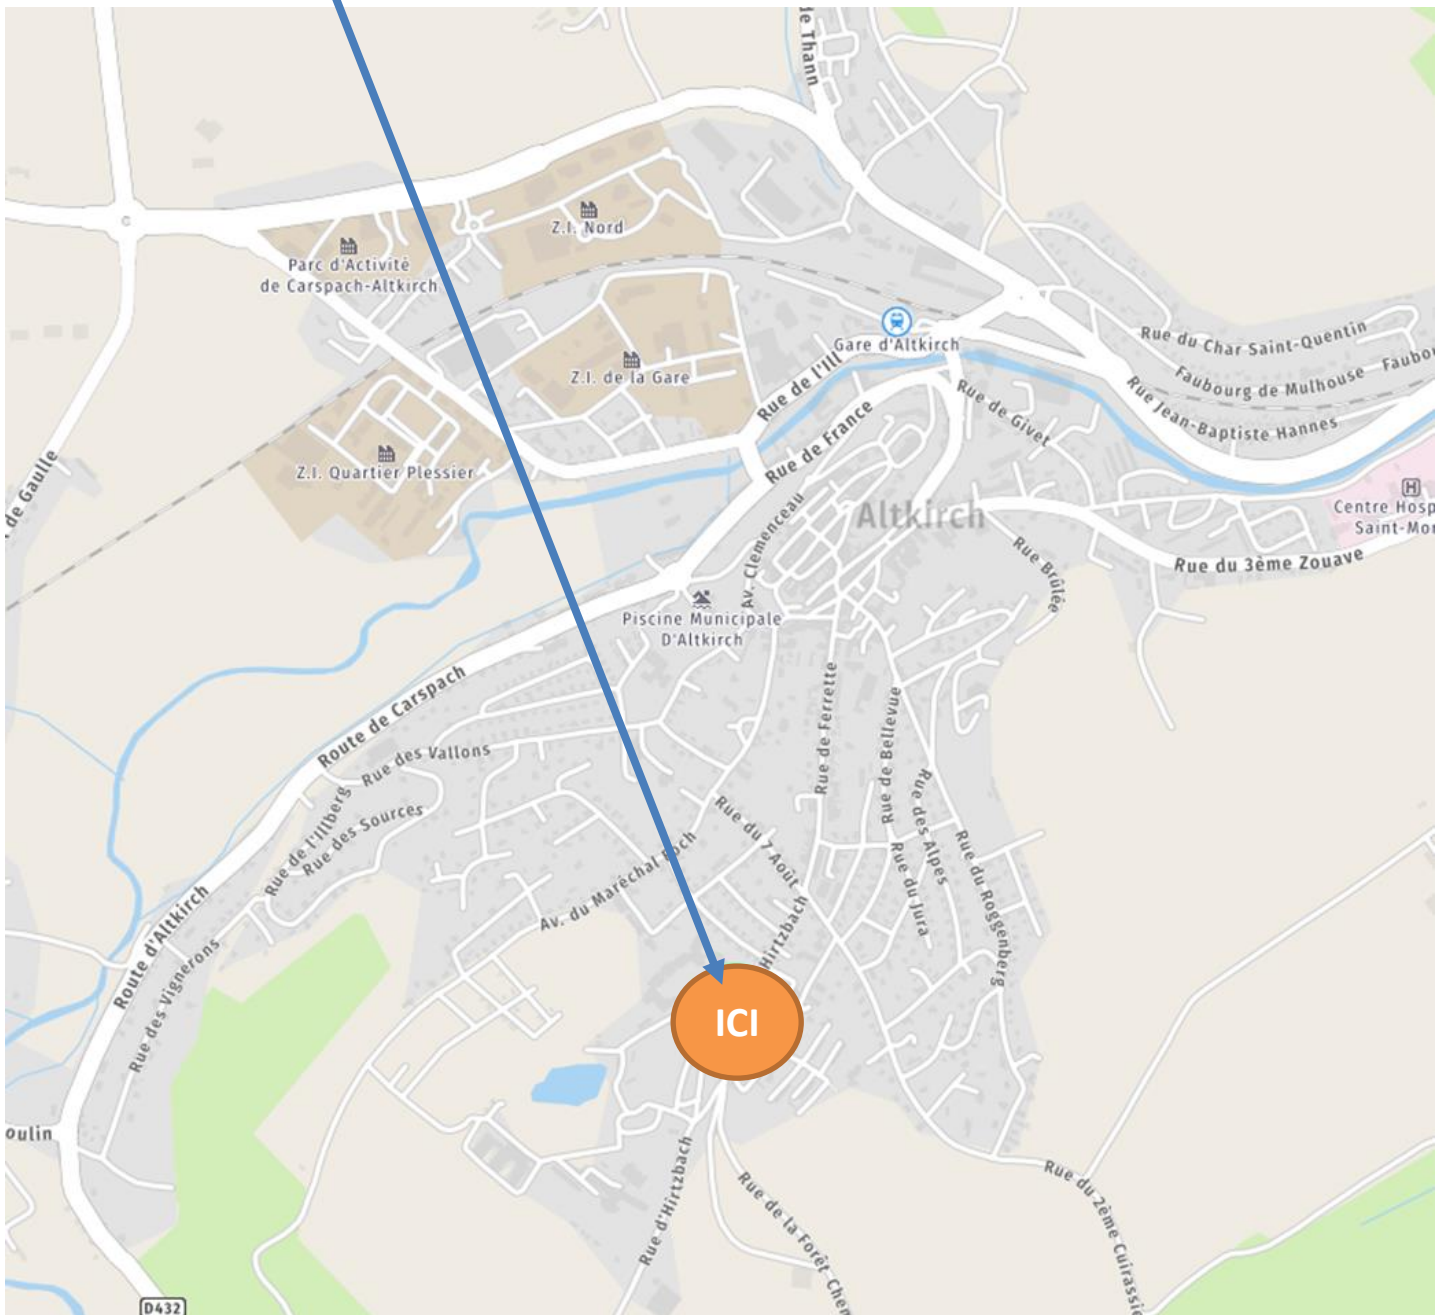 de Thann
Z.I. Nord
Parc d'Activité
de Carspach-Altkirch
Gare d'Altkirch
Rue du Char Saint-Quentin
Faubourg de Mulhouse
Faubou
Z.I. de la Gare
Rue de l'Ill
Rue de France
Rue de Givet
Rue Jean-Baptiste Hannes
Z.I. Quartier Plessier
de Gaulle
Altkirch
H
Centre Hosp
Saint-Mor
Rue du 3ème Zouave
Rue Brûlée
Av. Clemenceau
Piscine Municipale
D'Altkirch
Route de Carspach
Rue de Ferrette
Rue de Bellevue
Rue des Vallons
Rue de l'Illberg
Rue des Sources
Rue du 7 Août
Rue des Alpes
Rue du Roggenberg
Rue du Jura
Av. du Maréchal Foch
Route d'Altkirch
Rue des Vignerons
Hirtzbach
ICI
oulin
Rue d'Hirtzbach
Rue de la Forêt Cher
Rue du 2ème Cuirassie
D432